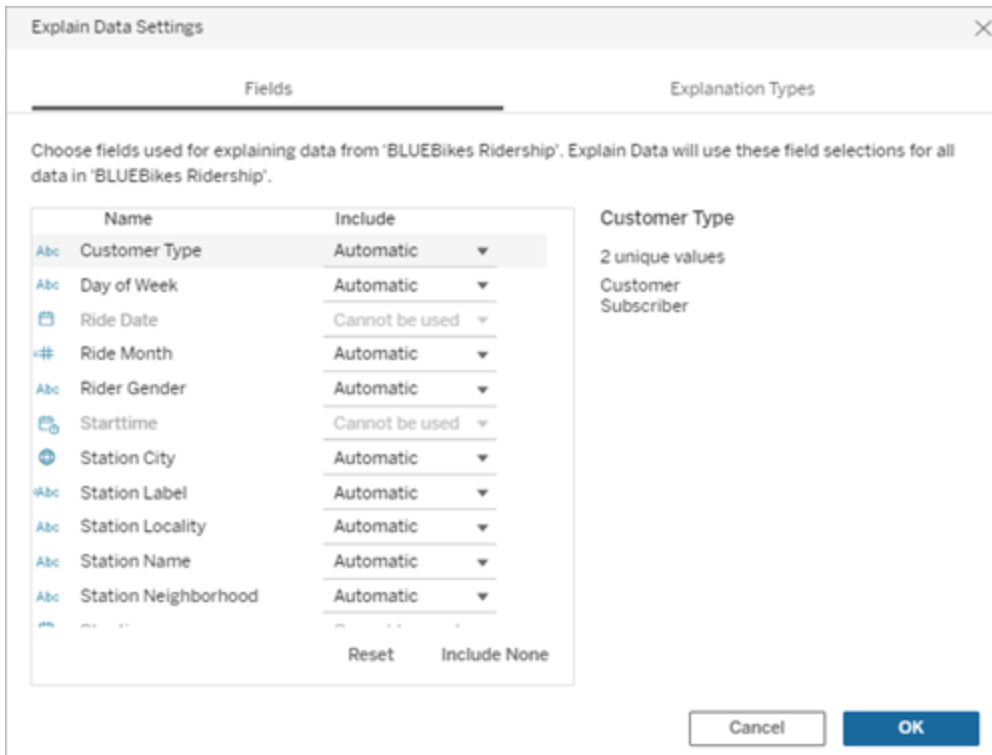 Explain Data Settings
Fields Explanation Types
Choose fields used for explaining data from 'BLUEBikes Ridership'. Explain Data will use these field selections for all
data in 'BLUEBikes Ridership'.
Name Include
Abc Customer Type Automatic
Abc Day of Week Automatic
Ride Date Cannot be used
=# Ride Month Automatic
Abc Rider Gender Automatic
Starttime Cannot be used
Station City Automatic
=Abc Station Label Automatic
Abc Station Locality Automatic
Abc Station Name Automatic
Abc Station Neighborhood Automatic
Reset Include None
Customer Type
2 unique values
Customer
Subscriber
Cancel OK